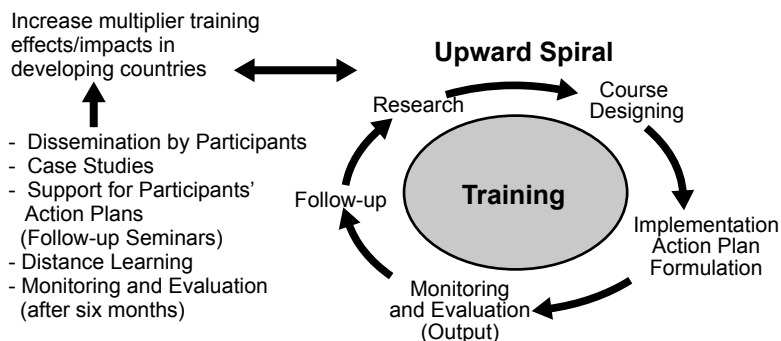 Increase multiplier training
effects/impacts in
developing countries
- Dissemination by Participants
- Case Studies
- Support for Participants’
Action Plans
(Follow-up Seminars)
- Distance Learning
- Monitoring and Evaluation
(after six months)
Upward Spiral
Research
Course
Designing
Training
Follow-up
Implementation
Action Plan
Formulation
Monitoring
and Evaluation
(Output)